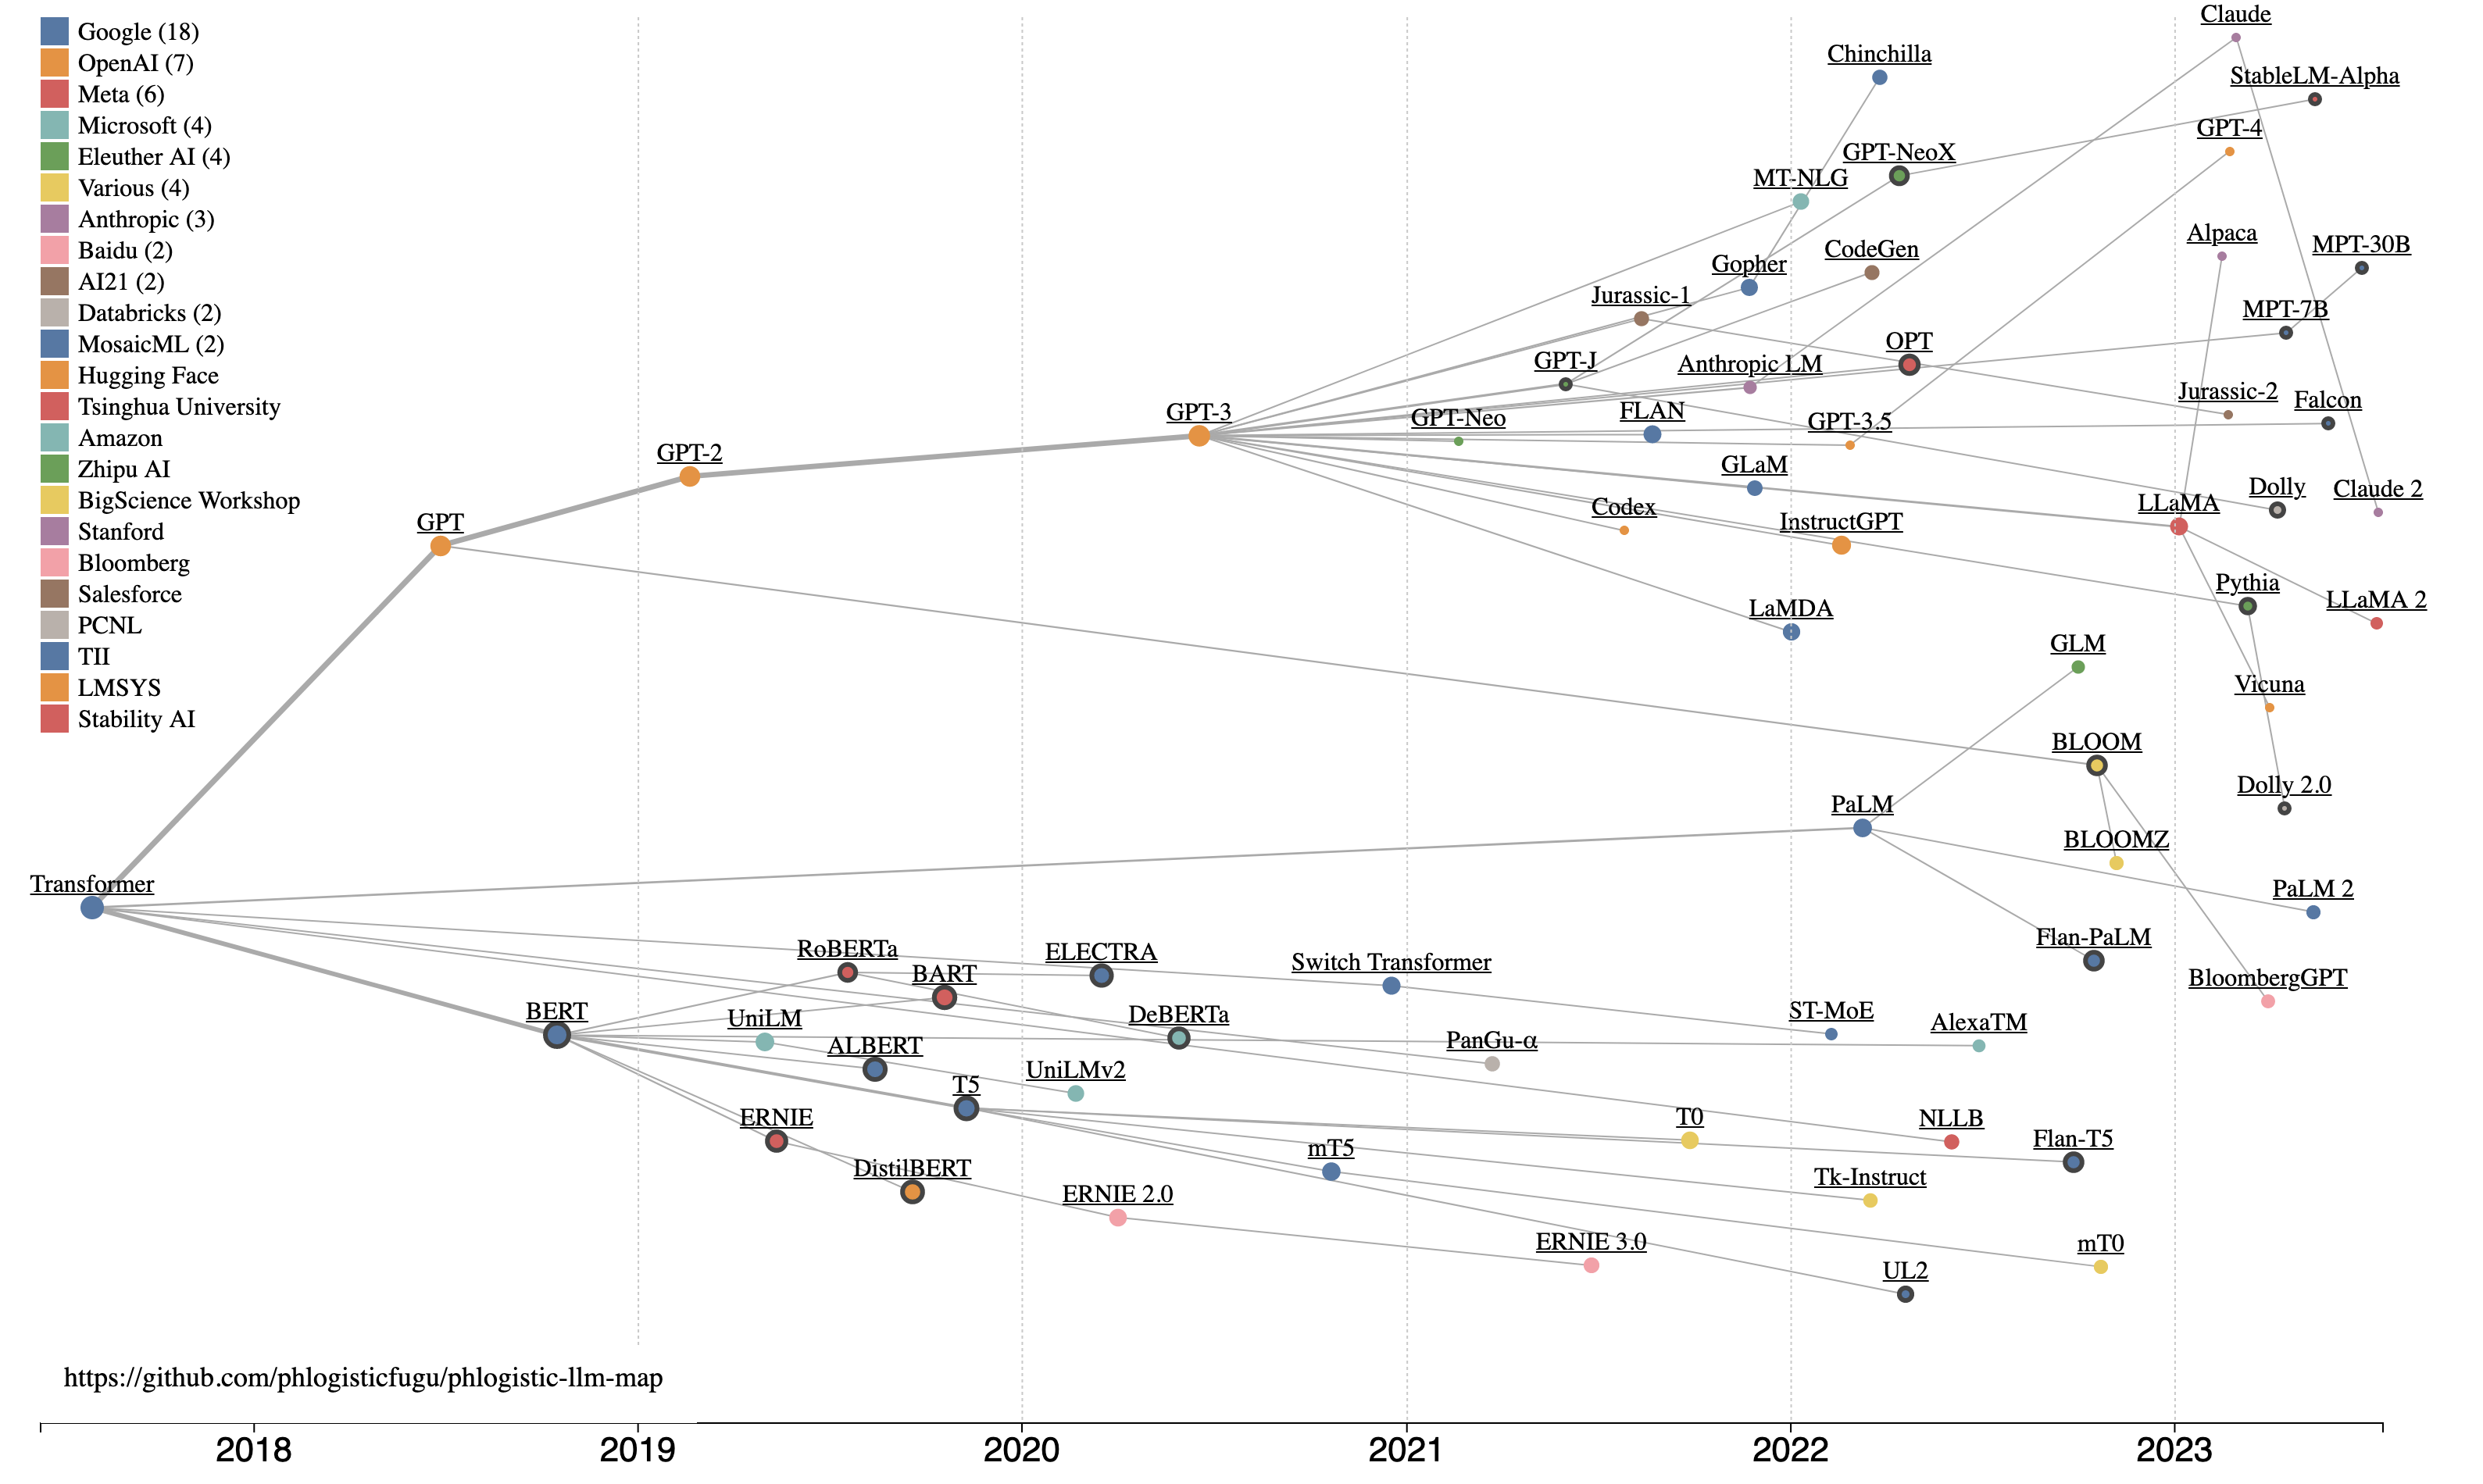 Google (18)
OpenAI (7)
Meta (6)
Microsoft (4)
Eleuther AI (4)
Various (4)
Anthropic (3)
Baidu (2)
AI21 (2)
Databricks (2)
MosaicML (2)
Hugging Face
Tsinghua University
Amazon
Zhipu AI
BigScience Workshop
Stanford
Bloomberg
Salesforce
PCNL
TII
LMSYS
Stability AI
Claude
Chinchilla
StableLM-Alpha
GPT-4
GPT-NeoX
MT-NLG
Alpaca
MPT-30B
CodeGen
Gopher
Jurassic-1
MPT-7B
OPT
GPT-J
Anthropic LM
Jurassic-2
Falcon
GPT-3
GPT-Neo
FLAN
GPT-3.5
GPT-2
GLaM
Dolly
Claude 2
LLaMA
Codex
InstructGPT
GPT
Pythia
LLaMA 2
LaMDA
GLM
Vicuna
BLOOM
Dolly 2.0
PaLM
BLOOMZ
Transformer
PaLM 2
Flan-PaLM
RoBERTa
ELECTRA
Switch Transformer
BART
BloombergGPT
BERT
UniLM
DeBERTa
ST-MoE
AlexaTM
ALBERT
PanGu-α
UniLMv2
T5
ERNIE
T0
NLLB
Flan-T5
mT5
DistilBERT
Tk-Instruct
ERNIE 2.0
ERNIE 3.0
mT0
UL2
https://github.com/phlogisticfugu/phlogistic-llm-map
2018 2019 2020 2021 2022 2023